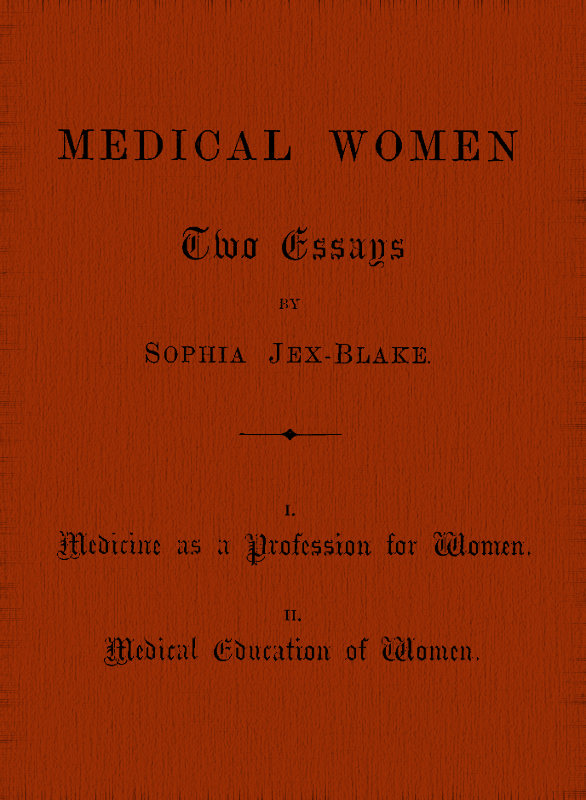 MEDICAL WOMEN
Two Essays
BY
SOPHIA JEX-BLAKE.
I.
Medicine as a Profession for Women.
II.
Medical Education of Women.